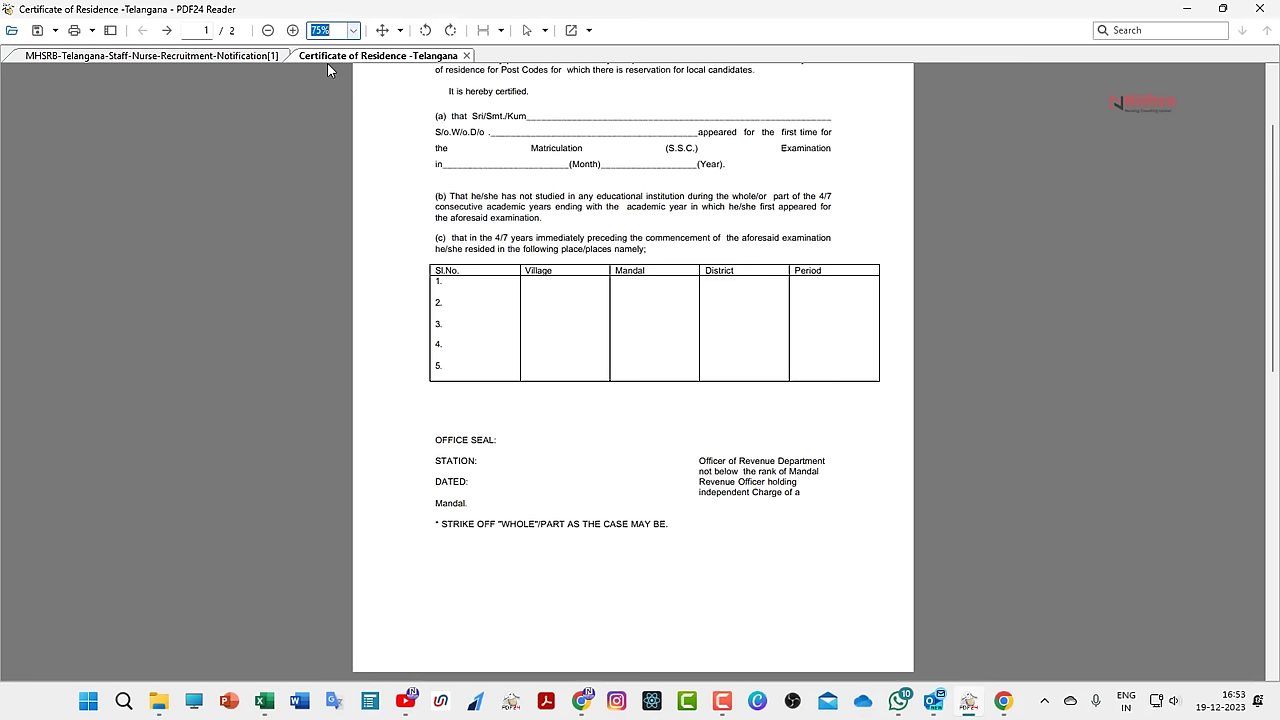 Certificate of Residence -Telangana - PDF24 Reader
1 / 2
75%
Search
MHSRB-Telangana-Staff-Nurse-Recruitment-Notification[1]
Certificate of Residence -Telangana
of residence for Post Codes for which there is reservation for local candidates.
It is hereby certified.
(a) that Sri/Smt./Kum
S/o.W/o.D/o .____appeared for the first time for
the Matriculation (S.S.C.) Examination
in____(Month)____(Year).
(b) That he/she has not studied in any educational institution during the whole/or part of the 4/7
consecutive academic years ending with the academic year in which he/she first appeared for
the aforesaid examination.
(c) that in the 4/7 years immediately preceding the commencement of the aforesaid examination
he/she resided in the following place/places namely;
Sl.No. Village Mandal District Period
1.
2.
3.
4.
5.
OFFICE SEAL:
STATION: Officer of Revenue Department
not below the rank of Mandal
DATED: Revenue Officer holding
independent Charge of a
Mandal.
* STRIKE OFF "WHOLE"/PART AS THE CASE MAY BE.
ENG
IN
16:53
19-12-2023
10